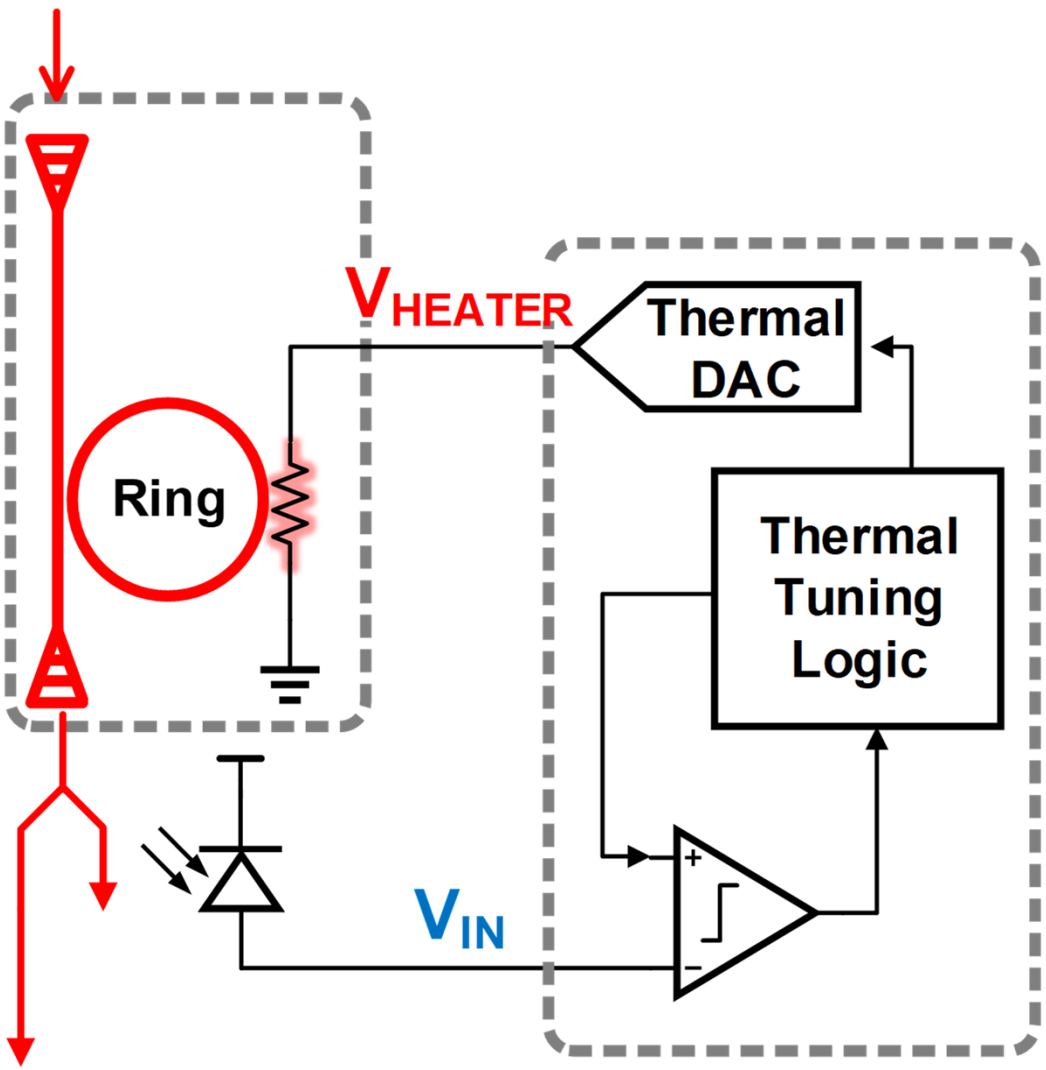 VHEATER
Thermal
DAC
Ring
Thermal
Tuning
Logic
+
VIN
−